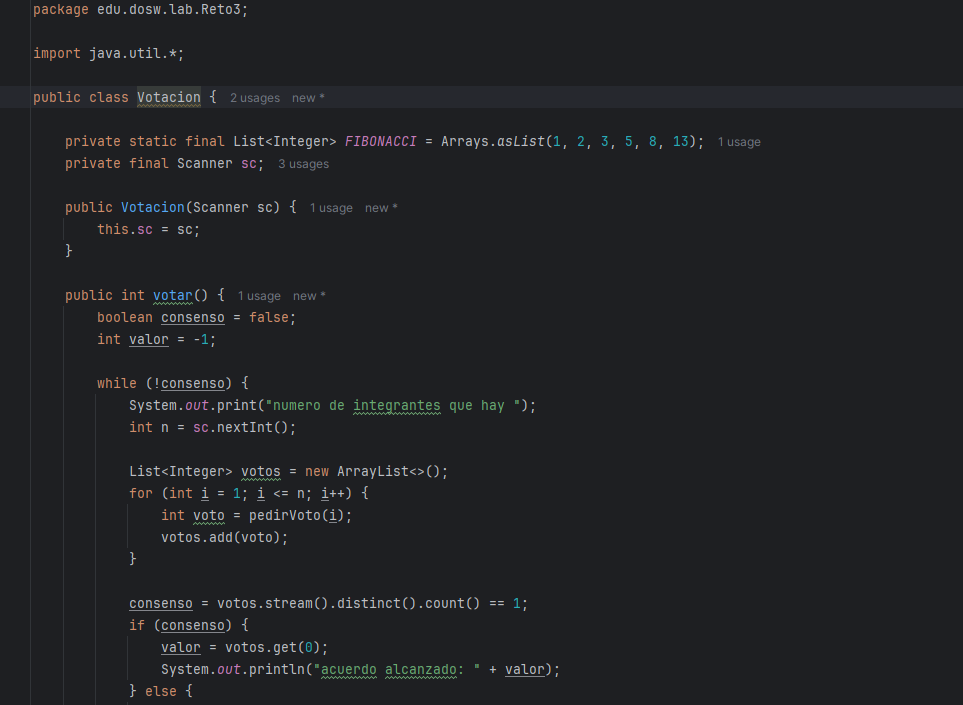 package edu.dosw.lab.Reto3;
import java.util.*;
public class Votacion { 2 usages new *
private static final List<Integer> FIBONACCI = Arrays.asList(1, 2, 3, 5, 8, 13); 1 usage
private final Scanner sc; 3 usages
public Votacion(Scanner sc) { 1 usage new *
this.sc = sc;
}
public int votar() { 1 usage new *
boolean consenso = false;
int valor = -1;
while (!consenso) {
System.out.print("numero de integrantes que hay ");
int n = sc.nextInt();
List<Integer> votos = new ArrayList<>();
for (int i = 1; i <= n; i++) {
int voto = pedirVoto(i);
votos.add(voto);
}
consenso = votos.stream().distinct().count() == 1;
if (consenso) {
valor = votos.get(0);
System.out.println("acuerdo alcanzado: " + valor);
} else {